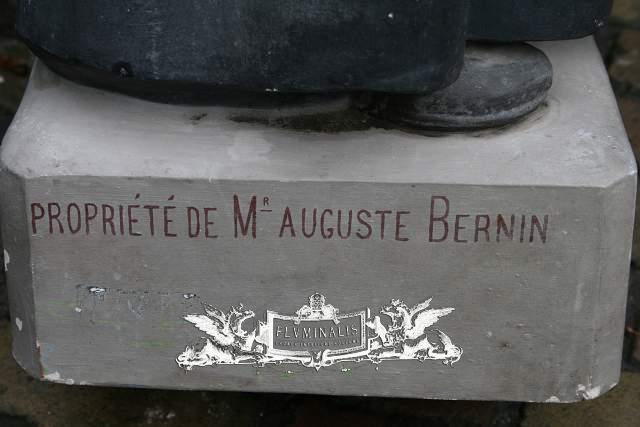 PROPRIÉTÉ DE MR AUGUSTE BERNIN
FLVMINALIS